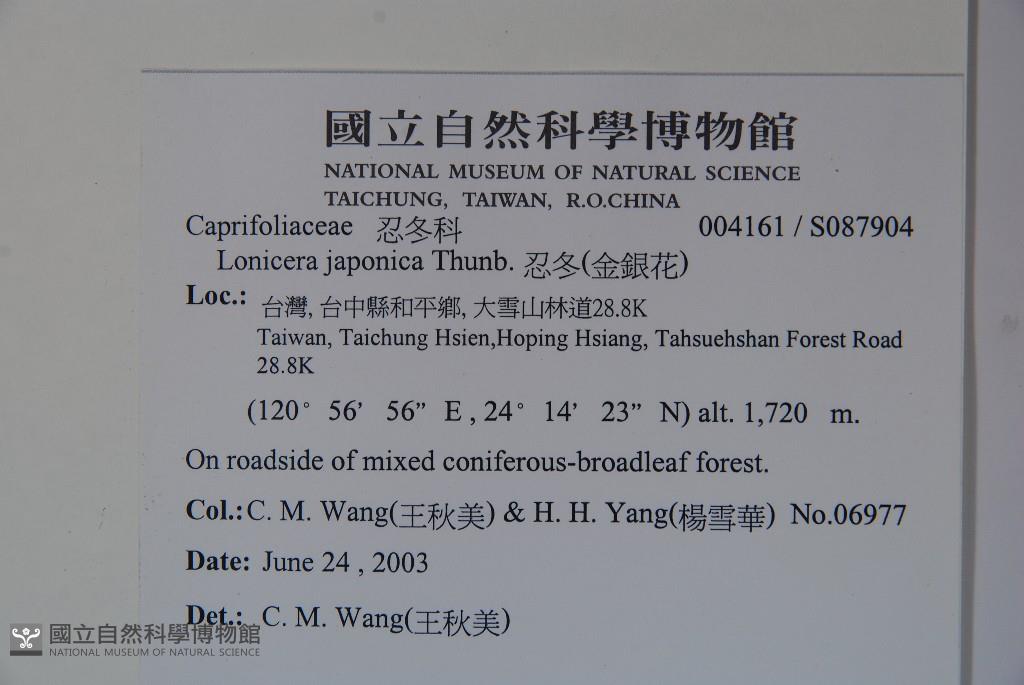 國立自然科學博物館
NATIONAL MUSEUM OF NATURAL SCIENCE
TAICHUNG, TAIWAN, R.O.CHINA
Caprifoliaceae 忍冬科 004161 / S087904
Lonicera japonica Thunb. 忍冬(金銀花)
Loc.: 台灣, 台中縣和平鄉, 大雪山林道28.8K
Taiwan, Taichung Hsien,Hoping Hsiang, Tahsuehshan Forest Road
28.8K
(120° 56’ 56” E , 24° 14’ 23” N) alt. 1,720 m.
On roadside of mixed coniferous-broadleaf forest.
Col.: C. M. Wang(王秋美) & H. H. Yang(楊雪華) No.06977
Date: June 24 , 2003
Det.: C. M. Wang(王秋美)
國立自然科學博物館
NATIONAL MUSEUM OF NATURAL SCIENCE